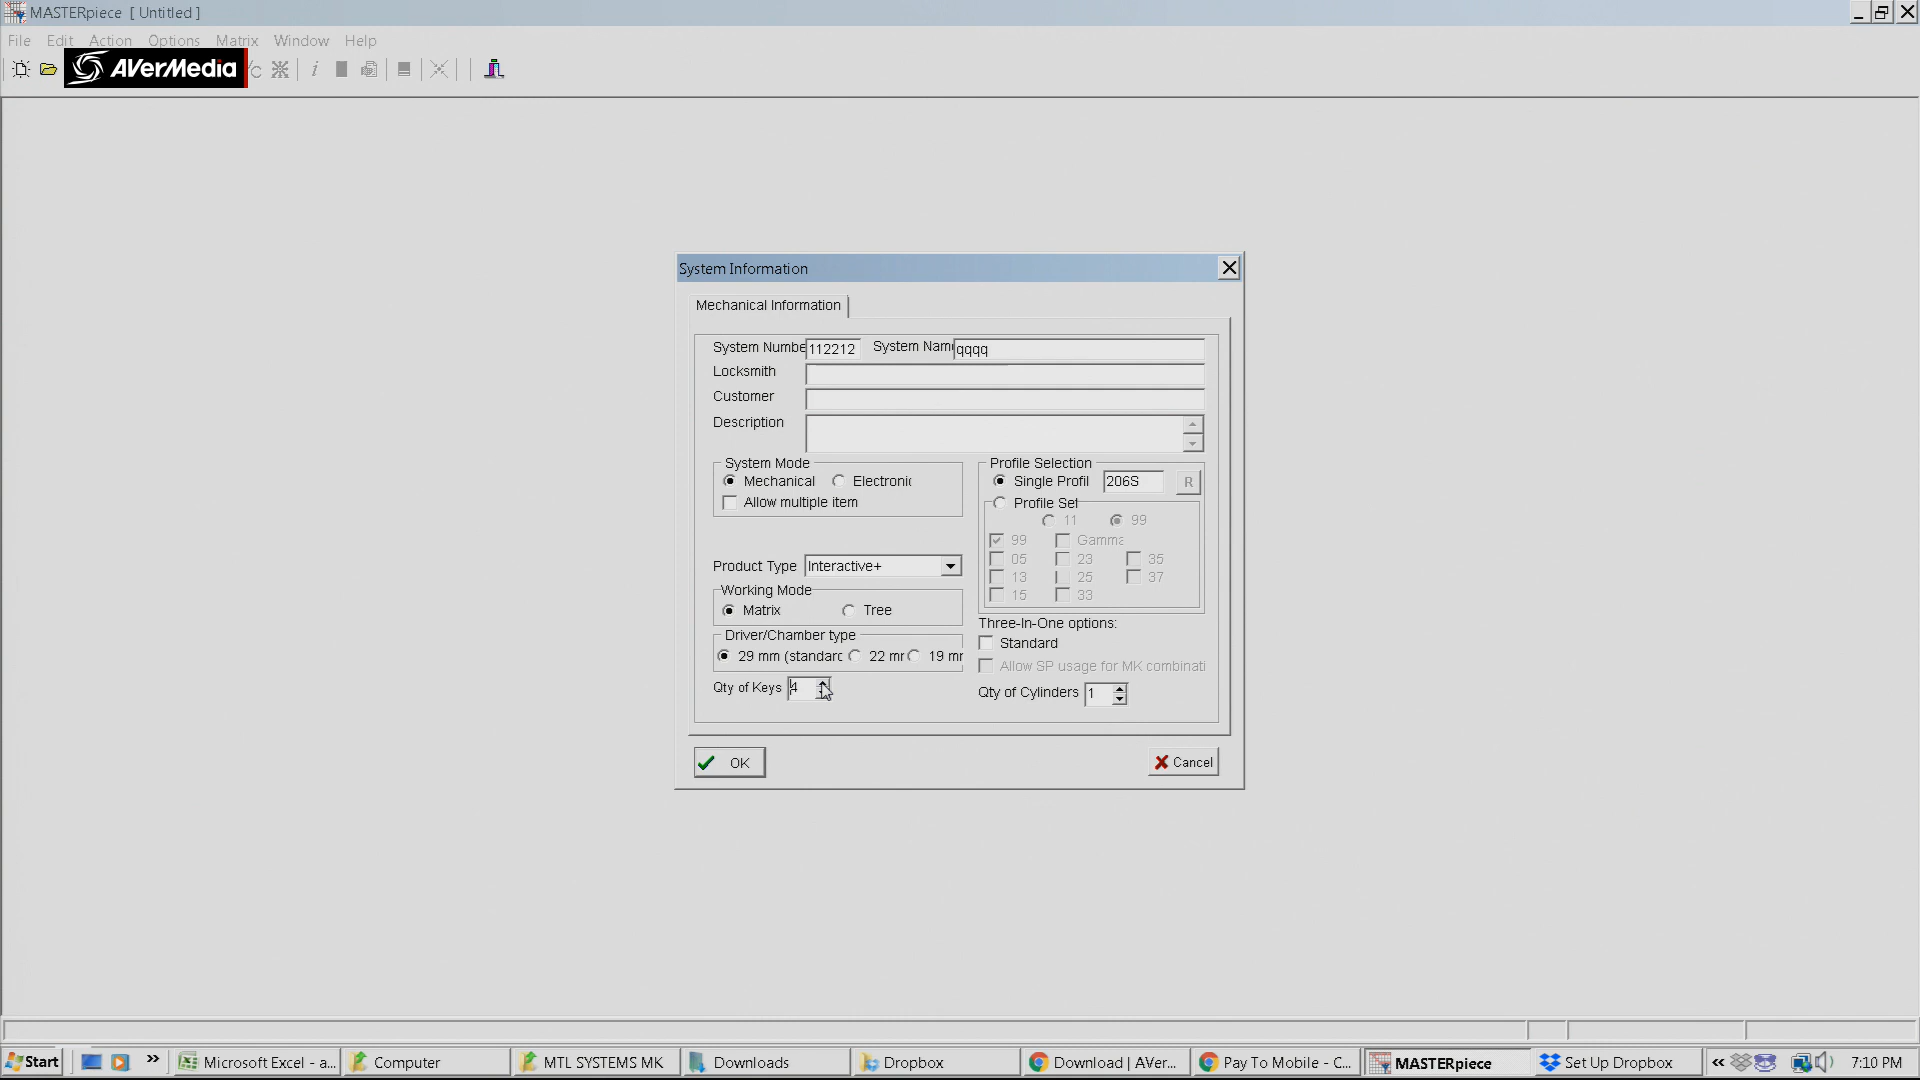 MASTERpiece [ Untitled ]
File Edit Action Options Matrix Window Help
AVerMedia
System Information
Mechanical Information
System Numbe 112212 System Nam qqqq
Locksmith
Customer
Description
System Mode
Mechanical Electronic
Allow multiple item
Profile Selection
Single Profil 206S R
Profile Set
11 99
99 Gamma
05 23 35
13 25 37
15 33
Product Type Interactive+
Working Mode
Matrix Tree
Driver/Chamber type
29 mm (standard 22 mm 19 mm
Three-In-One options:
Standard
Allow SP usage for MK combinati
Qty of Keys 4
Qty of Cylinders 1
OK Cancel
Start » Microsoft Excel - a... Computer MTL SYSTEMS MK Downloads Dropbox Download | AVer... Pay To Mobile - C... MASTERpiece Set Up Dropbox « 7:10 PM